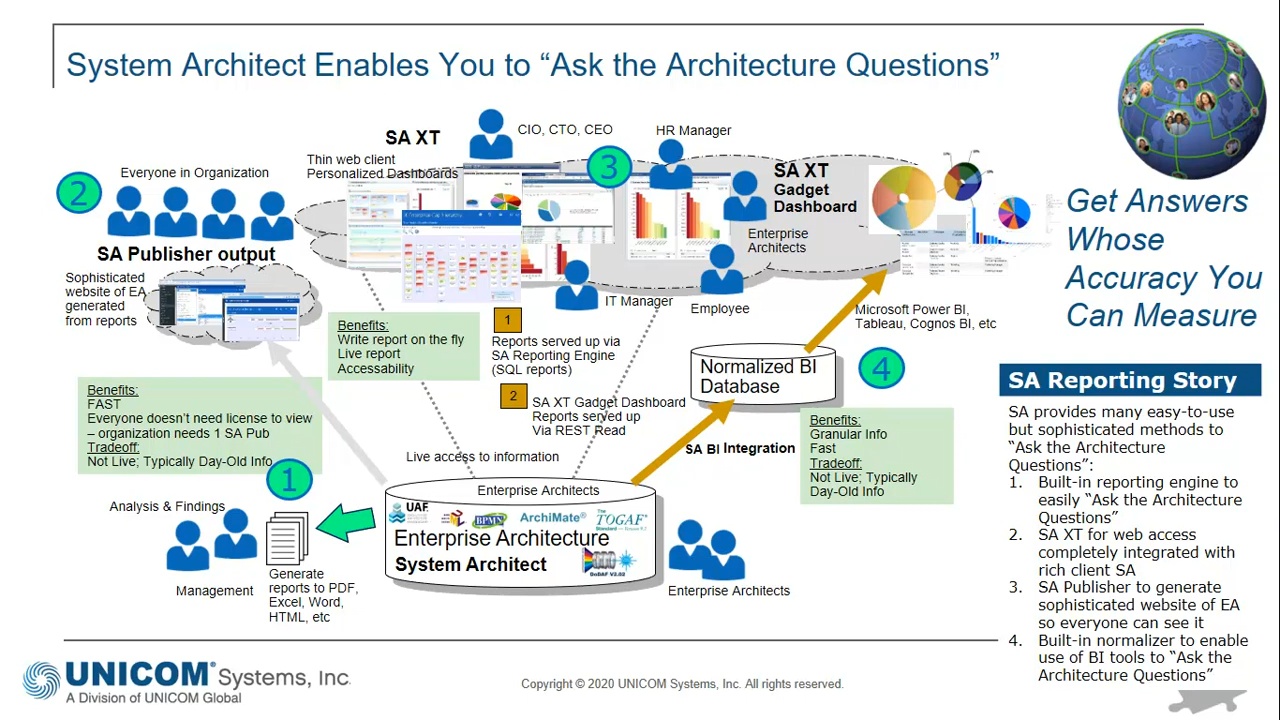 System Architect Enables You to “Ask the Architecture Questions”
SA XT
CIO, CTO, CEO
HR Manager
Thin web client
Personalized Dashboards
3
SA XT
Gadget
Dashboard
Enterprise
Architects
2
Everyone in Organization
SA Publisher output
Sophisticated
website of EA
generated
from reports
IT Manager
Employee
Microsoft Power BI,
Tableau, Cognos BI, etc
Get Answers
Whose
Accuracy You
Can Measure
Benefits:
Write report on the fly
Live report
Accessability
1
Reports served up via
SA Reporting Engine
(SQL reports)
2
SA XT Gadget Dashboard
Reports served up
Via REST Read
Normalized BI
Database
4
Benefits:
FAST
Everyone doesn’t need license to view
– organization needs 1 SA Pub
Tradeoff:
Not Live; Typically Day-Old Info
Benefits:
Granular Info
Fast
Tradeoff:
Not Live; Typically
Day-Old Info
SA BI Integration
Live access to information
1
Analysis & Findings
Management
Generate
reports to PDF,
Excel, Word,
HTML, etc
Enterprise Architects
UAF
BPMN
ArchiMate®
The
TOGAF®
Standard — Version 9.2
Enterprise Architecture
System Architect
DoDAF V2.02
Enterprise Architects
SA Reporting Story
SA provides many easy-to-use
but sophisticated methods to
“Ask the Architecture
Questions”:
1. Built-in reporting engine to
easily “Ask the Architecture
Questions”
2. SA XT for web access
completely integrated with
rich client SA
3. SA Publisher to generate
sophisticated website of EA
so everyone can see it
4. Built-in normalizer to enable
use of BI tools to “Ask the
Architecture Questions”
UNICOM® Systems, Inc.
A Division of UNICOM Global
Copyright © 2020 UNICOM Systems, Inc. All rights reserved.